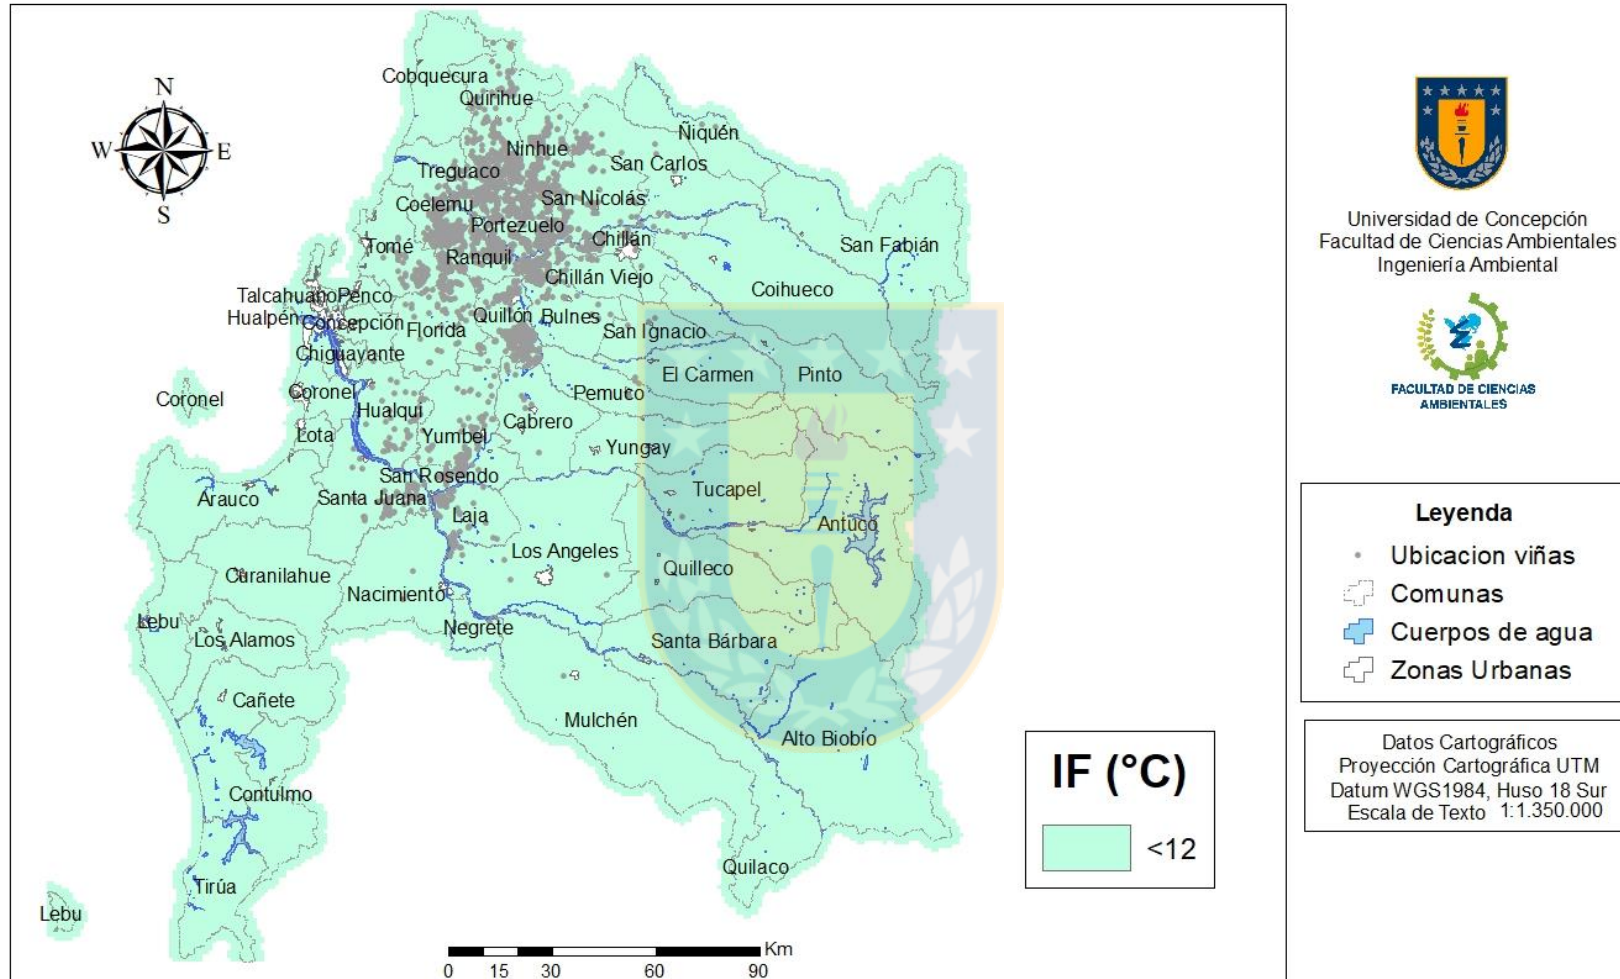 N
W
E
S
Cobquecura
Quirihue
Ñiquén
Ninhue
San Carlos
Treguaco
Coelemu
San Nicolás
Portezuelo
Tomé
Chillán
San Fabián
Ranquil
Chillán Viejo
Coihueco
Talcahuano
Penco
Hualpén
Concepción
Florida
Quillón
Bulnes
San Ignacio
Chiguayante
El Carmen
Pinto
Coronel
Coronel
Pemuco
Hualqui
Cabrero
Lota
Yumbel
Yungay
San Rosendo
Arauco
Santa Juana
Tucapel
Laja
Antuco
Los Angeles
Curanilahue
Quilleco
Nacimiento
Lebu
Los Alamos
Negrete
Santa Bárbara
Cañete
Mulchén
Alto Biobío
Contulmo
Quilaco
Tirúa
Lebu
Km
0 15 30 60 90
IF (°C)
<12
Universidad de Concepción
Facultad de Ciencias Ambientales
Ingeniería Ambiental
FACULTAD DE CIENCIAS
AMBIENTALES
Leyenda
Ubicacion viñas
Comunas
Cuerpos de agua
Zonas Urbanas
Datos Cartográficos
Proyección Cartográfica UTM
Datum WGS1984, Huso 18 Sur
Escala de Texto 1:1.350.000